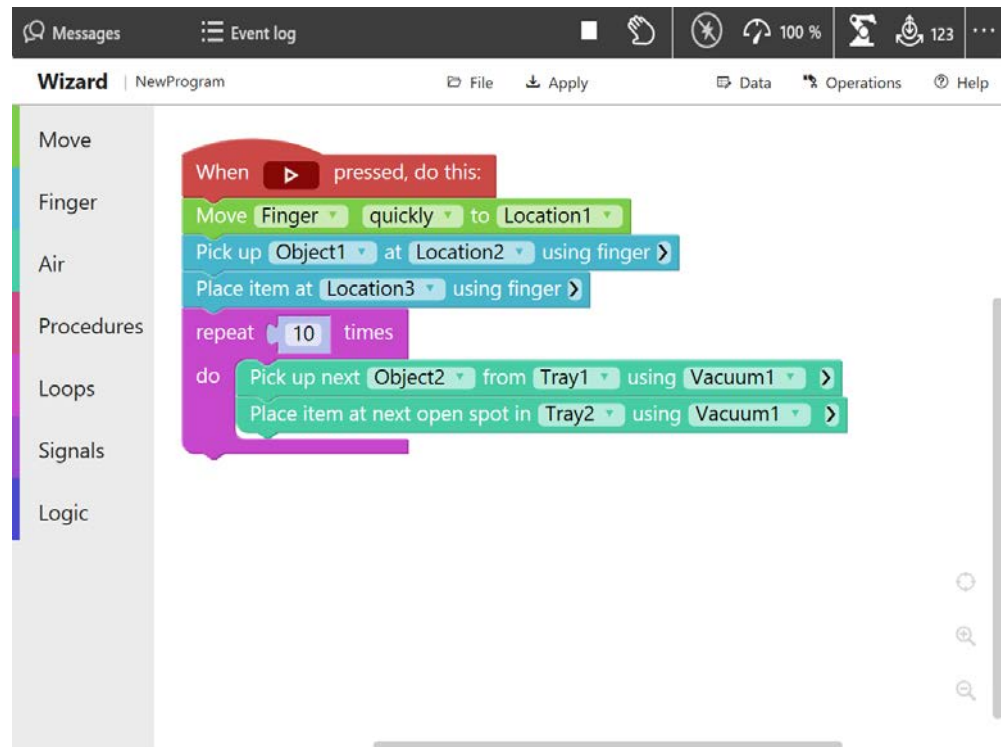 Messages Event log 100 % 123
Wizard | NewProgram File Apply Data Operations Help
Move
Finger
Air
Procedures
Loops
Signals
Logic
When pressed, do this:
Move Finger quickly to Location1
Pick up Object1 at Location2 using finger
Place item at Location3 using finger
repeat 10 times
do Pick up next Object2 from Tray1 using Vacuum1
Place item at next open spot in Tray2 using Vacuum1